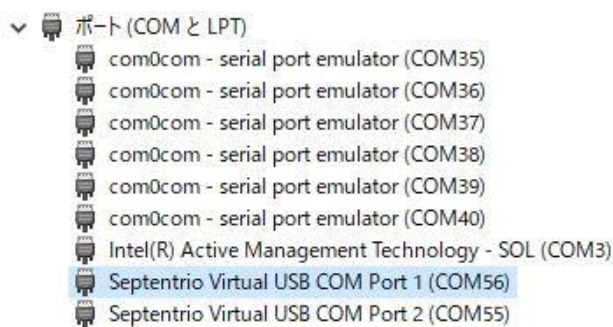 ポート (COM と LPT)
com0com - serial port emulator (COM35)
com0com - serial port emulator (COM36)
com0com - serial port emulator (COM37)
com0com - serial port emulator (COM38)
com0com - serial port emulator (COM39)
com0com - serial port emulator (COM40)
Intel(R) Active Management Technology - SOL (COM3)
Septentrio Virtual USB COM Port 1 (COM56)
Septentrio Virtual USB COM Port 2 (COM55)